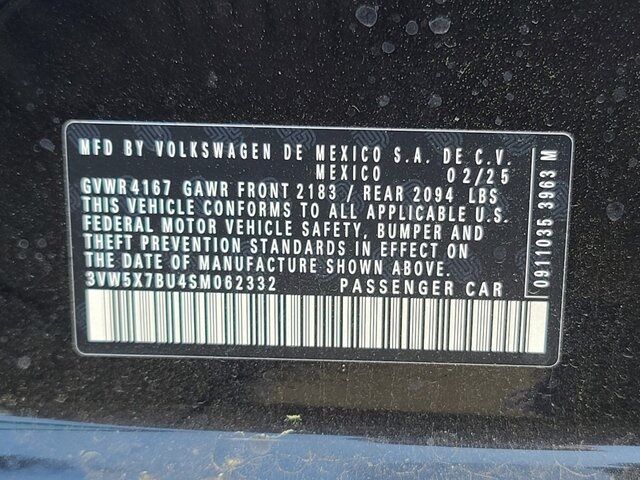 MFD BY VOLKSWAGEN DE MEXICO S.A. DE C.V.
MEXICO 02/25
GVWR 4167 GAWR FRONT 2183 / REAR 2094 LBS
THIS VEHICLE CONFORMS TO ALL APPLICABLE U.S.
FEDERAL MOTOR VEHICLE SAFETY, BUMPER AND
THEFT PREVENTION STANDARDS IN EFFECT ON
THE DATE OF MANUFACTURE SHOWN ABOVE.
3VW5X7BU4SM062332 PASSENGER CAR
0911035 3963 M